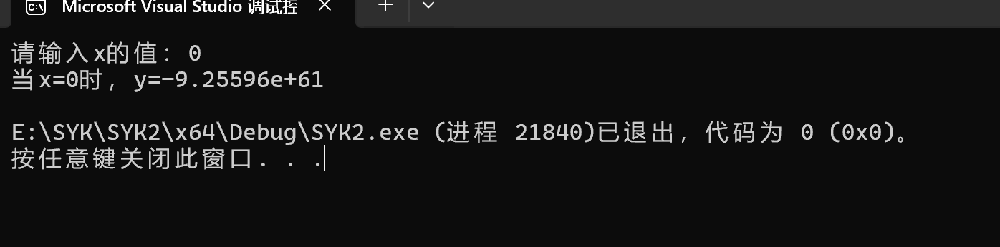 Microsoft Visual Studio 调试控
请输入x的值：0
当x=0时，y=-9.25596e+61
E:\SYK\SYK2\x64\Debug\SYK2.exe (进程 21840)已退出，代码为 0 (0x0)。
按任意键关闭此窗口. . .